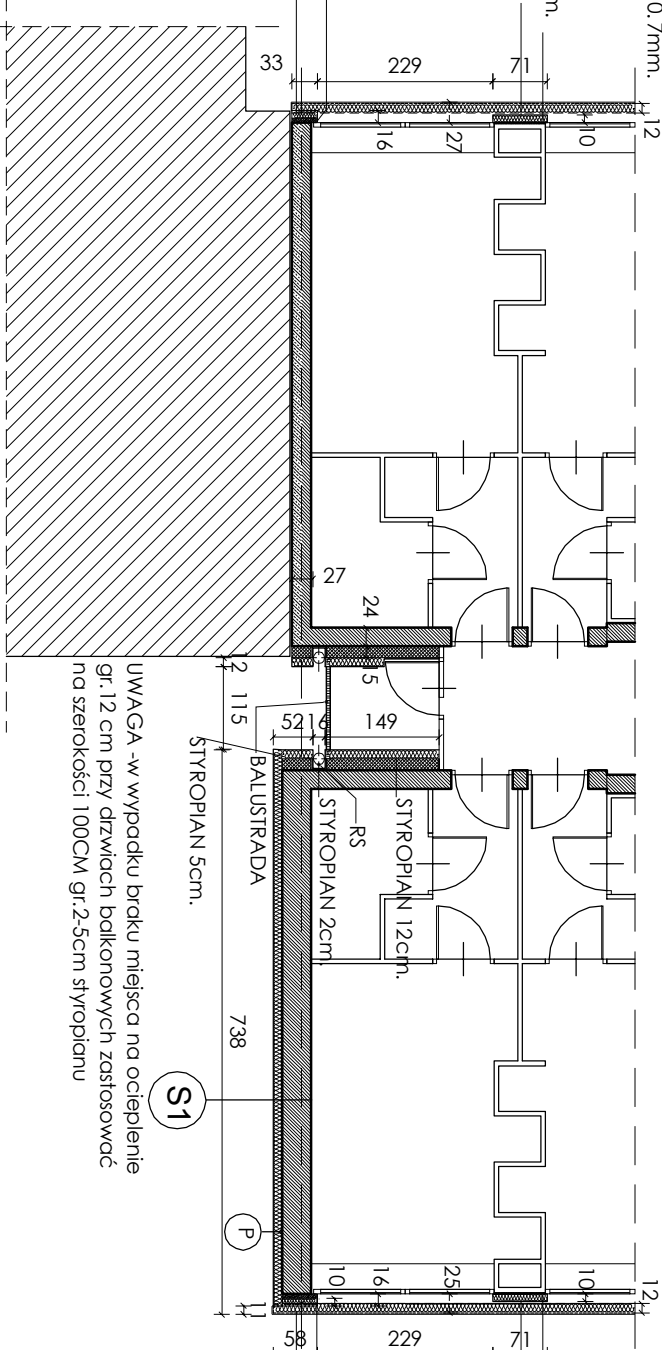 0.7mm.
m.
33
229
71
12
16
27
10
27
24
5
12
115
52
16
149
STYROPIAN 12cm.
RS
STYROPIAN 2cm.
BALUSTRADA
STYROPIAN 5cm.
UWAGA -w wypadku braku miejsca na ocieplenie
gr.12 cm przy drzwiach balkonowych zastosować
na szerokości 100CM gr.2-5cm styropianu
738
S1
P
10
16
25
10
12
11
58
229
71